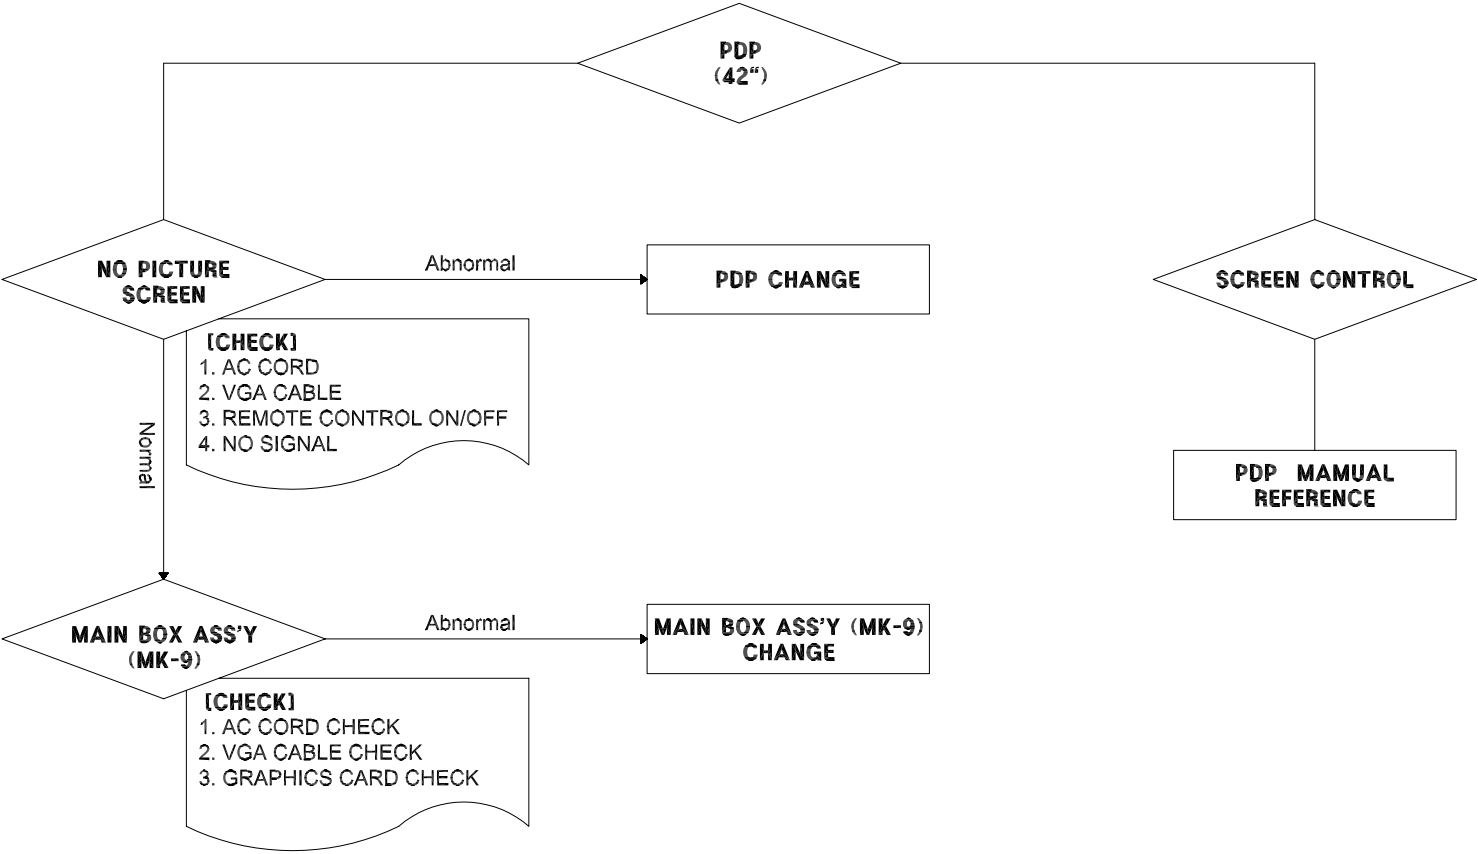 PDP
(42")
NO PICTURE
SCREEN
Abnormal
PDP CHANGE
SCREEN CONTROL
[CHECK]
1. AC CORD
2. VGA CABLE
3. REMOTE CONTROL ON/OFF
4. NO SIGNAL
Normal
PDP MAMUAL
REFERENCE
MAIN BOX ASS'Y
(MK-9)
Abnormal
MAIN BOX ASS'Y (MK-9)
CHANGE
[CHECK]
1. AC CORD CHECK
2. VGA CABLE CHECK
3. GRAPHICS CARD CHECK